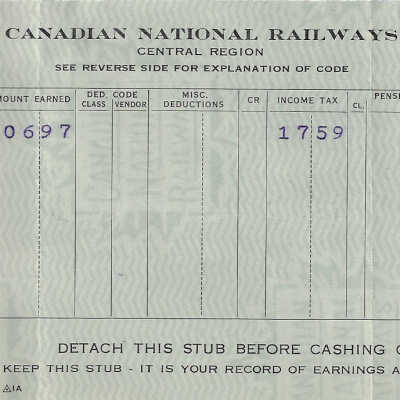 CANADIAN NATIONAL RAILWAYS
CENTRAL REGION
SEE REVERSE SIDE FOR EXPLANATION OF CODE
MOUNT EARNED DED. CODE CLASS VENDOR MISC. DEDUCTIONS CR INCOME TAX CL. PENS
0697 1759
DETACH THIS STUB BEFORE CASHING
KEEP THIS STUB - IT IS YOUR RECORD OF EARNINGS A
1A